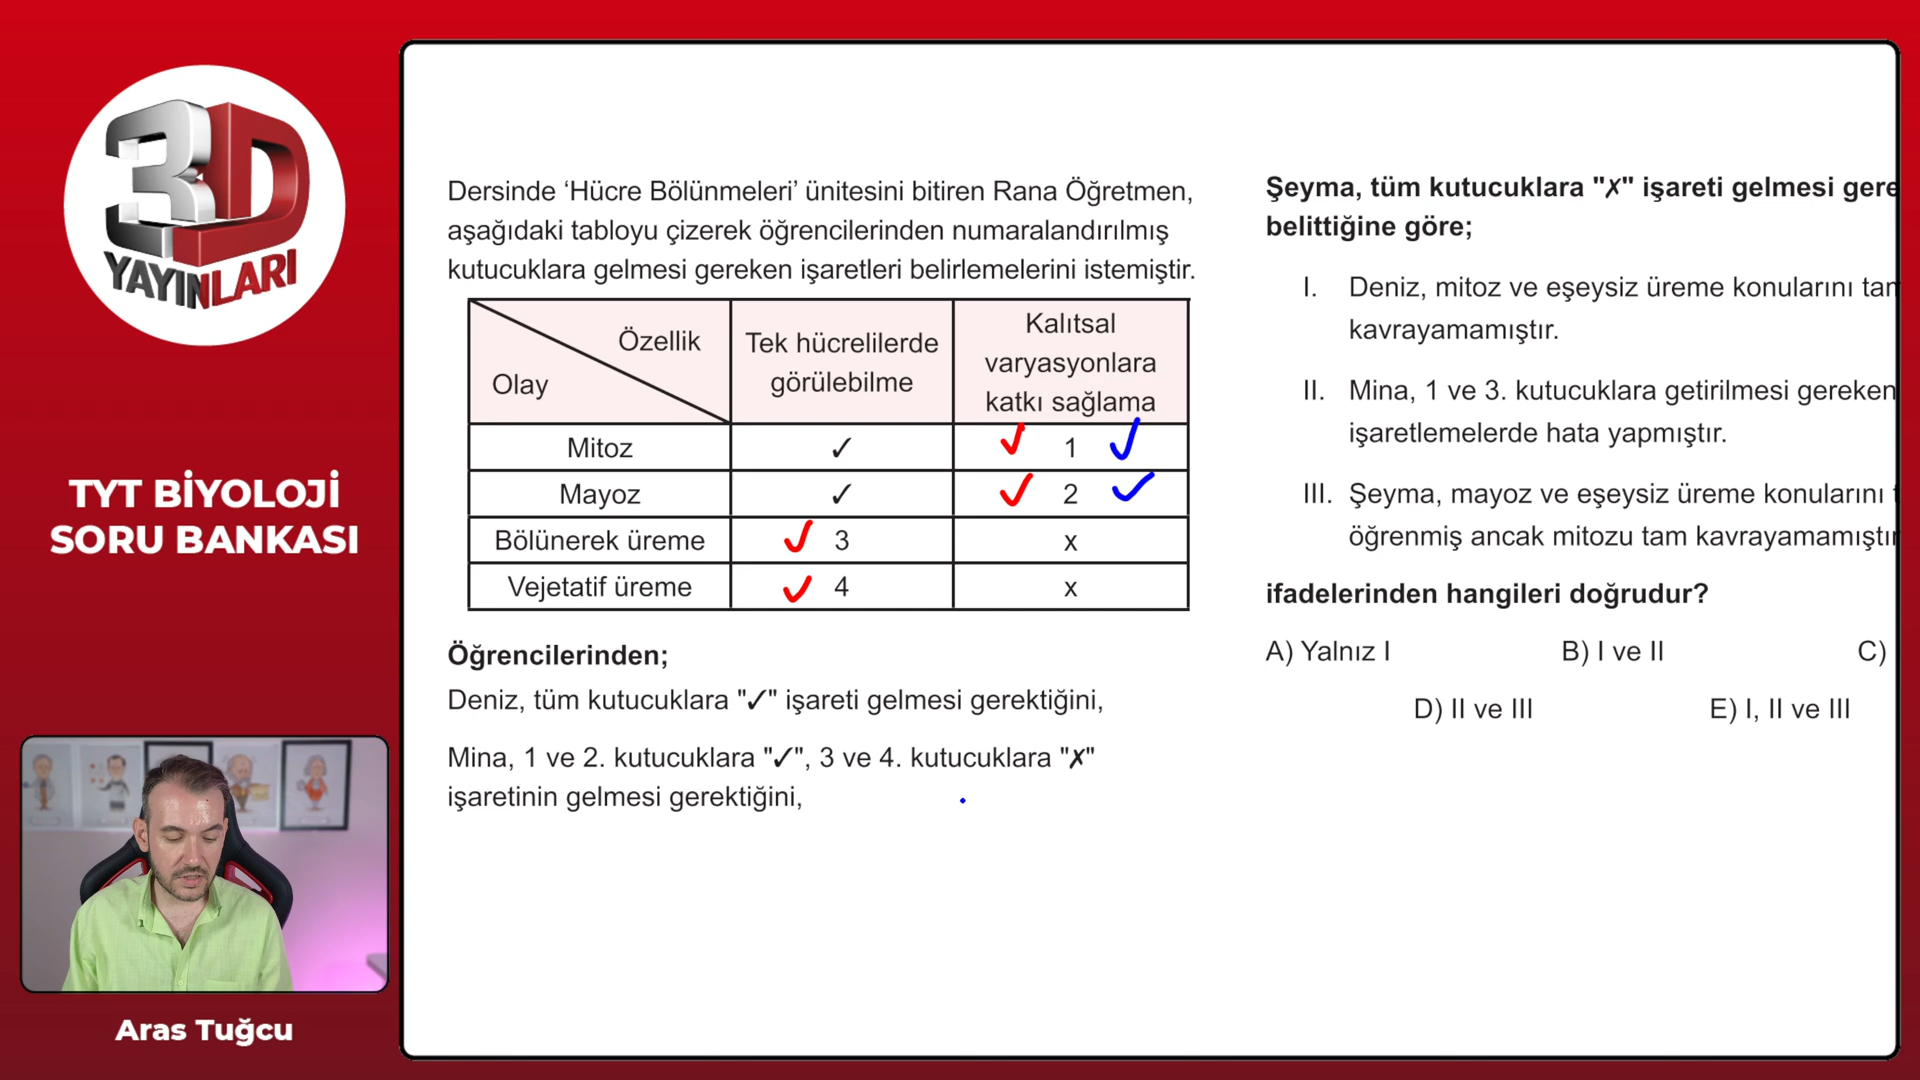 3D
YAYINLARI
TYT BİYOLOJİ
SORU BANKASI
Aras Tuğcu
Dersinde ‘Hücre Bölünmeleri’ ünitesini bitiren Rana Öğretmen,
aşağıdaki tabloyu çizerek öğrencilerinden numaralandırılmış
kutucuklara gelmesi gereken işaretleri belirlemelerini istemiştir.
Özellik
Olay
Tek hücrelilerde
görülebilme
Kalıtsal
varyasyonlara
katkı sağlama
Mitoz ✓ ✓ 1 ✓
Mayoz ✓ ✓ 2 ✓
Bölünerek üreme ✓ 3 x
Vejetatif üreme ✓ 4 x
Öğrencilerinden;
Deniz, tüm kutucuklara "✓" işareti gelmesi gerektiğini,
Mina, 1 ve 2. kutucuklara "✓", 3 ve 4. kutucuklara "✗"
işaretinin gelmesi gerektiğini,
Şeyma, tüm kutucuklara "✗" işareti gelmesi gere
belittiğine göre;
I. Deniz, mitoz ve eşeysiz üreme konularını tam
kavrayamamıştır.
II. Mina, 1 ve 3. kutucuklara getirilmesi gereken
işaretlemelerde hata yapmıştır.
III. Şeyma, mayoz ve eşeysiz üreme konularını
öğrenmiş ancak mitozu tam kavrayamamıştır
ifadelerinden hangileri doğrudur?
A) Yalnız I B) I ve II C)
D) II ve III E) I, II ve III